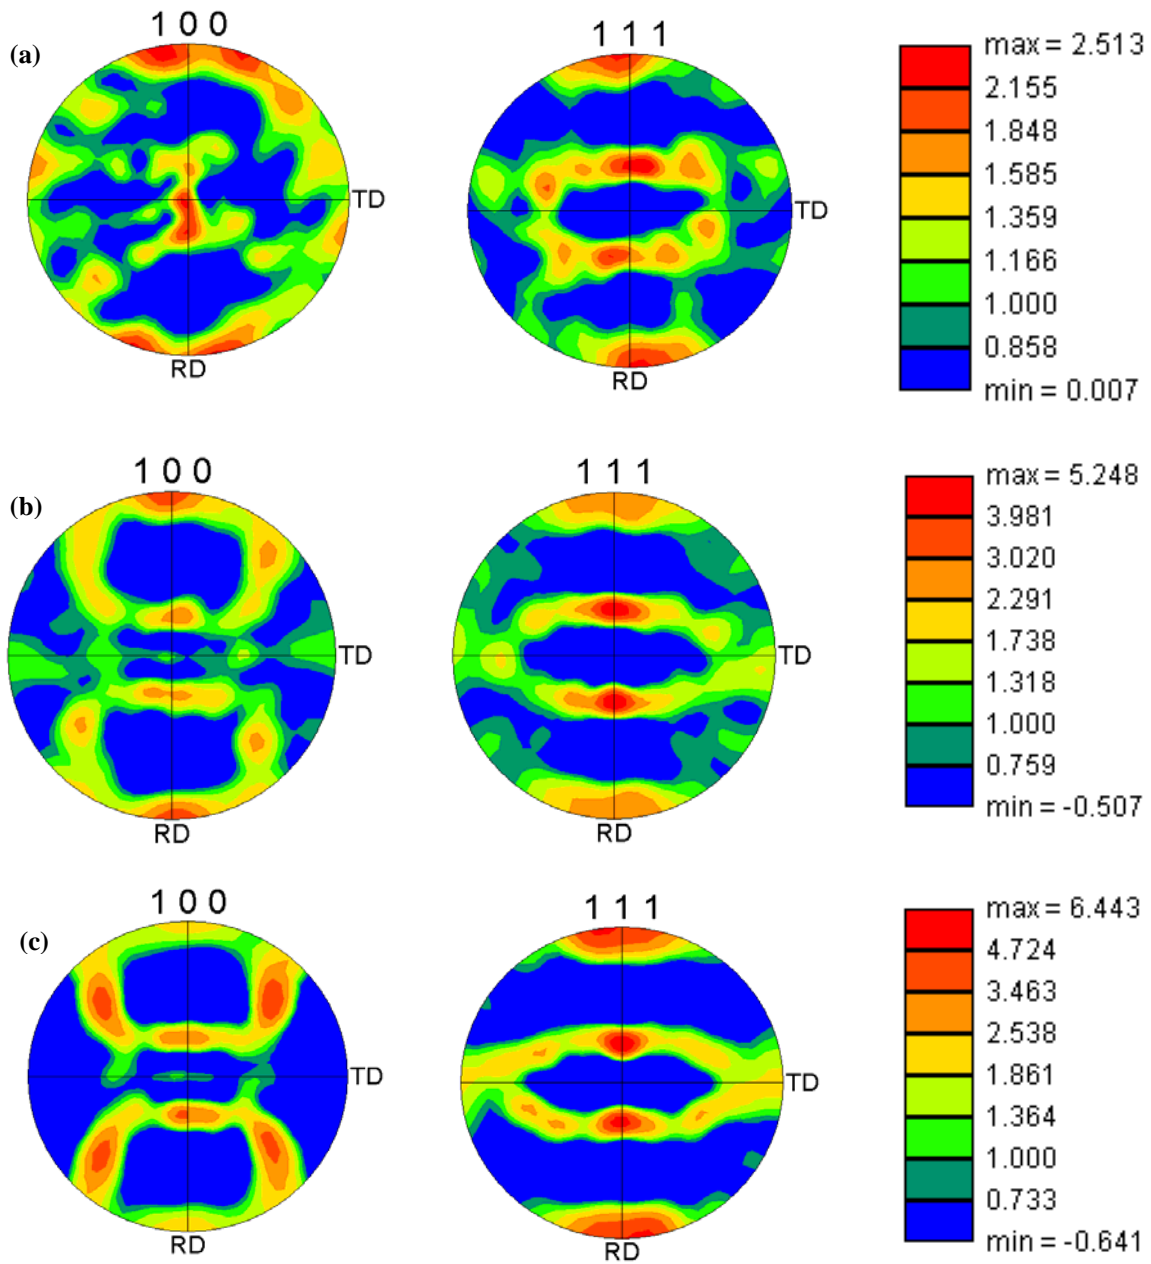 (a)
1 0 0
1 1 1
TD
TD
RD
RD
max = 2.513
2.155
1.848
1.585
1.359
1.166
1.000
0.858
min = 0.007
(b)
1 0 0
1 1 1
TD
TD
RD
RD
max = 5.248
3.981
3.020
2.291
1.738
1.318
1.000
0.759
min = -0.507
(c)
1 0 0
1 1 1
TD
TD
RD
RD
max = 6.443
4.724
3.463
2.538
1.861
1.364
1.000
0.733
min = -0.641